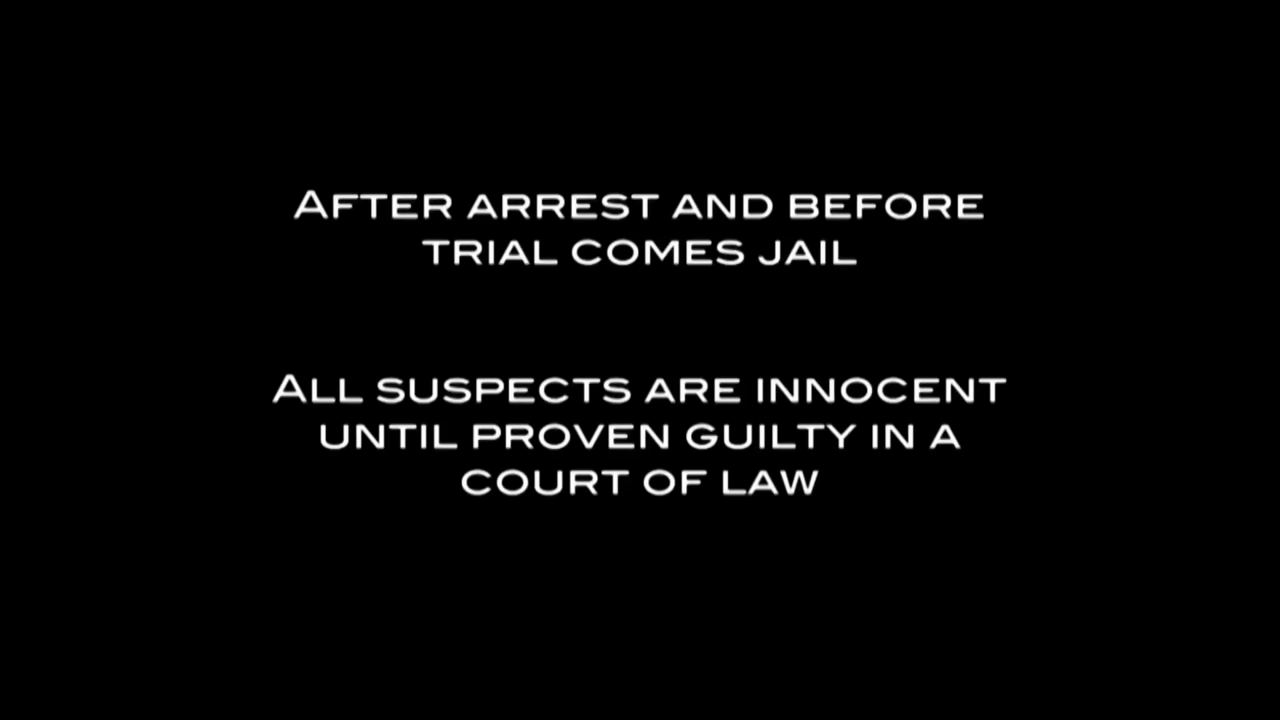 After arrest and before
trial comes jail
All suspects are innocent
until proven guilty in a
court of law